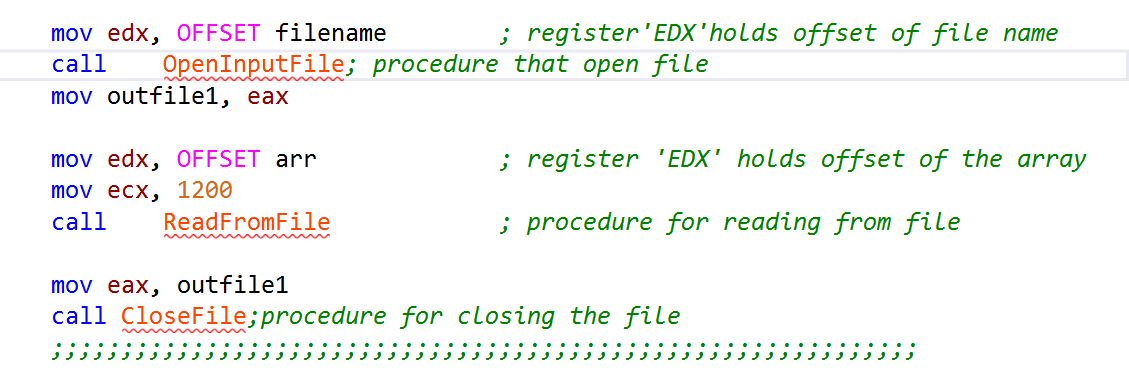 mov edx, OFFSET filename ; register'EDX'holds offset of file name
call OpenInputFile; procedure that open file
mov outfile1, eax
mov edx, OFFSET arr ; register 'EDX' holds offset of the array
mov ecx, 1200
call ReadFromFile ; procedure for reading from file
mov eax, outfile1
call CloseFile;procedure for closing the file
;;;;;;;;;;;;;;;;;;;;;;;;;;;;;;;;;;;;;;;;;;;;;;;;;;;;;;;;;;;;;;